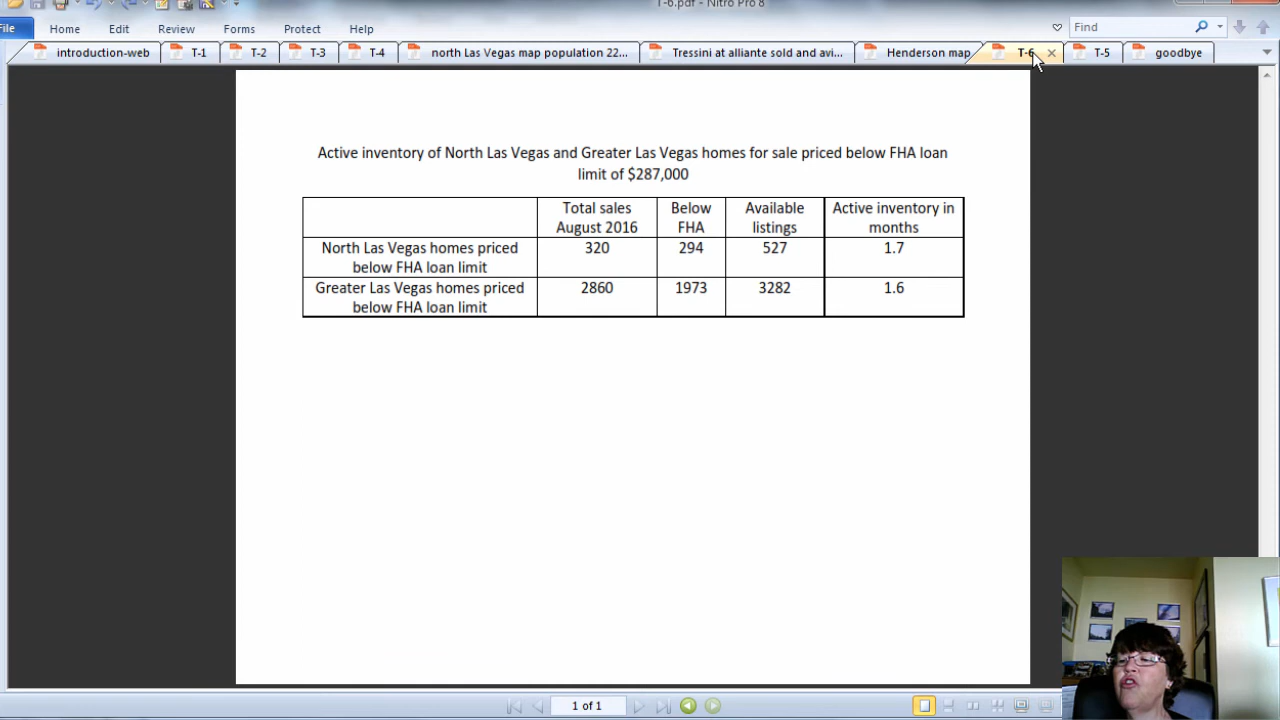 T-6.pdf - Nitro Pro 8
File Home Edit Review Forms Protect Help Find
introduction-web T-1 T-2 T-3 T-4 north Las Vegas map population 22... Tressini at alliante sold and avi... Henderson map T-6 T-5 goodbye
Active inventory of North Las Vegas and Greater Las Vegas homes for sale priced below FHA loan
limit of $287,000
Total sales Below Available Active inventory in
August 2016 FHA listings months
North Las Vegas homes priced 320 294 527 1.7
below FHA loan limit
Greater Las Vegas homes priced 2860 1973 3282 1.6
below FHA loan limit
1 of 1